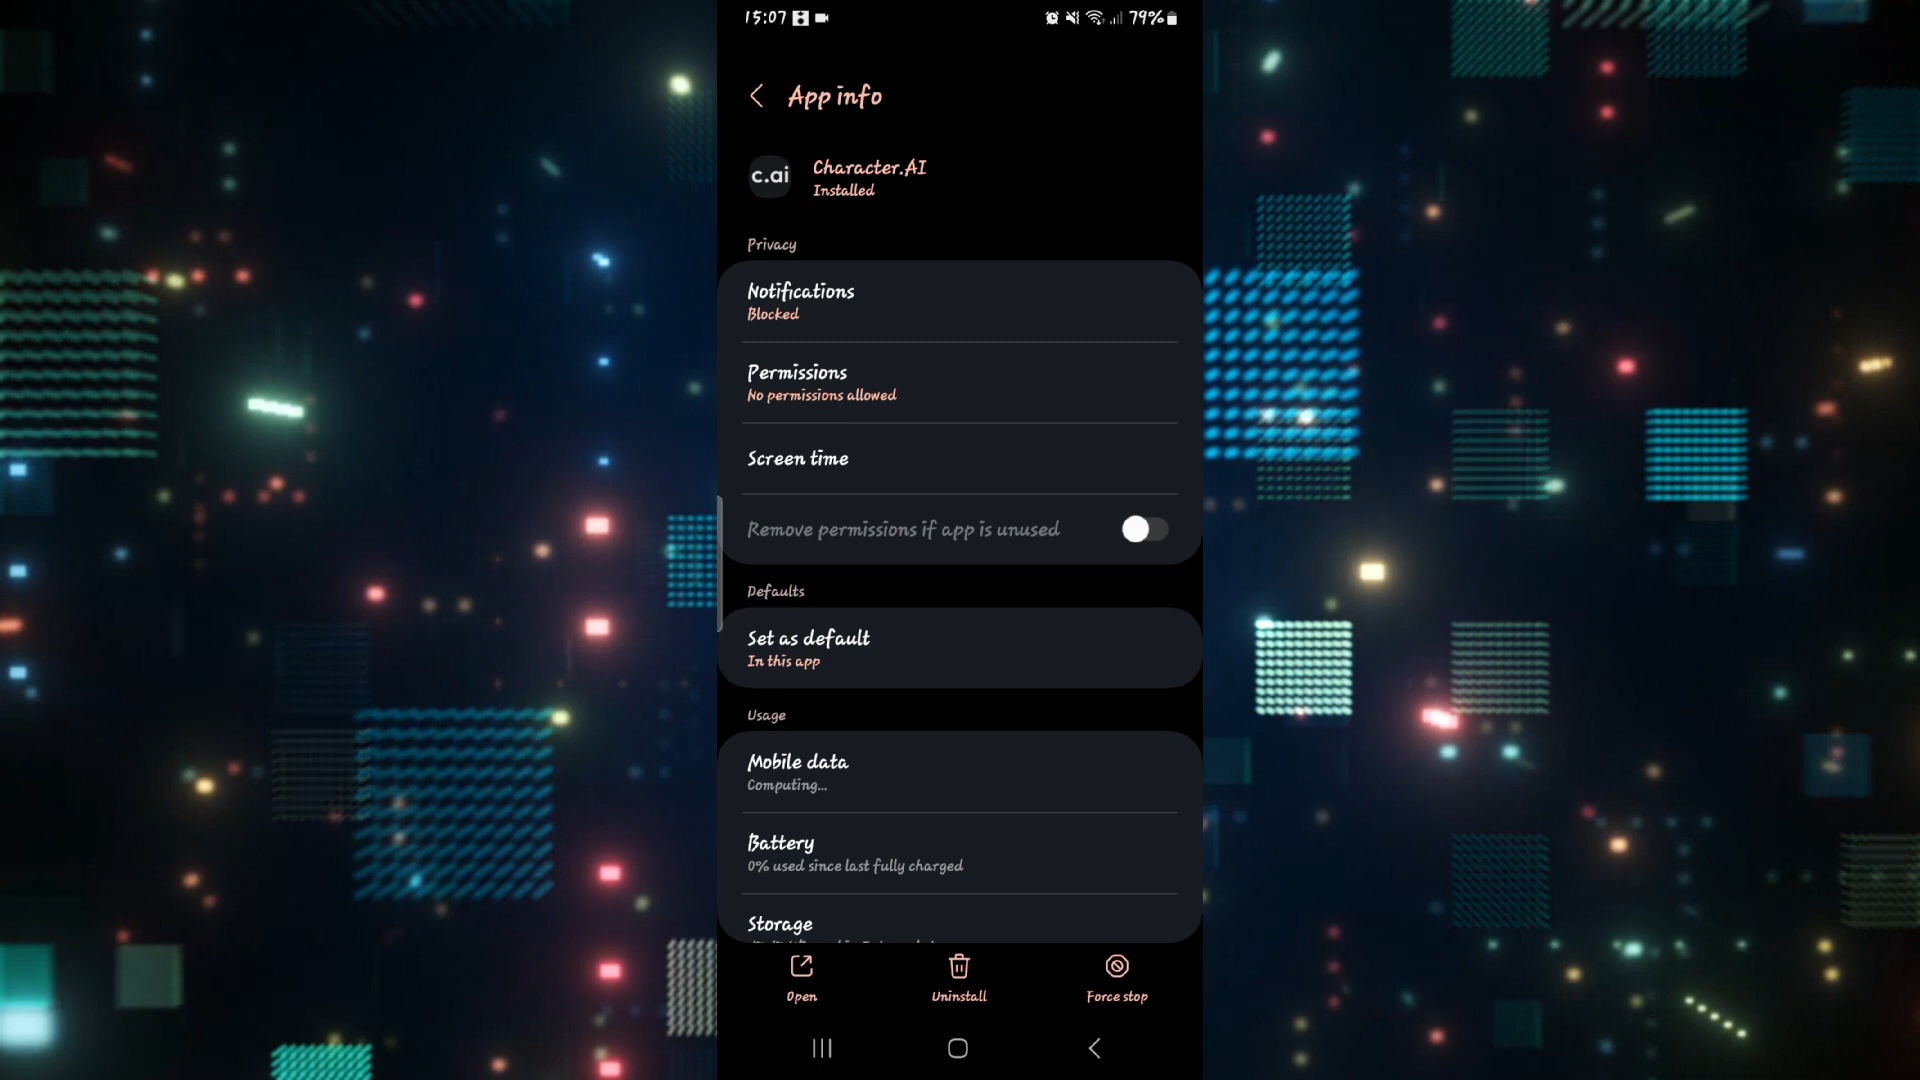 15:07 79%
App info
c.ai
Character.AI
Installed
Privacy
Notifications
Blocked
Permissions
No permissions allowed
Screen time
Remove permissions if app is unused
Defaults
Set as default
In this app
Usage
Mobile data
Computing...
Battery
0% used since last fully charged
Storage
Open Uninstall Force stop